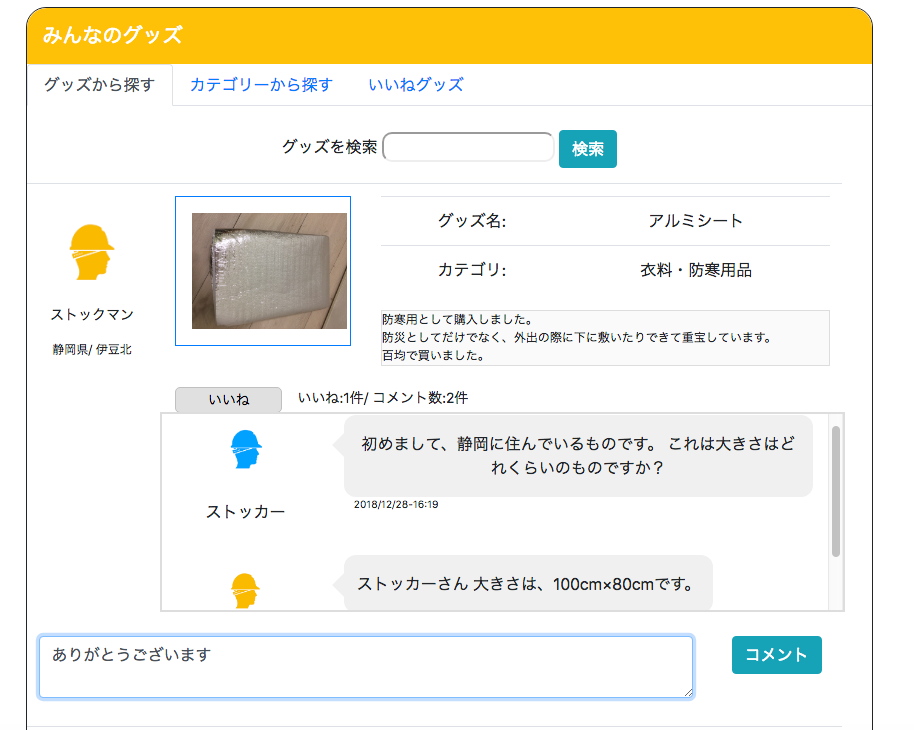 みんなのグッズ
グッズから探す カテゴリーから探す いいねグッズ
グッズを検索 検索
ストックマン
静岡県/ 伊豆北
グッズ名: アルミシート
カテゴリ: 衣料・防寒用品
防寒用として購入しました。
防災としてだけでなく、外出の際に下に敷いたりできて重宝しています。
百均で買いました。
いいね いいね:1件/ コメント数:2件
初めまして、静岡に住んでいるものです。 これは大きさはど
れくらいのものですか？
ストッカー
2018/12/28-16:19
ストッカーさん 大きさは、100cm×80cmです。
ありがとうございます
コメント